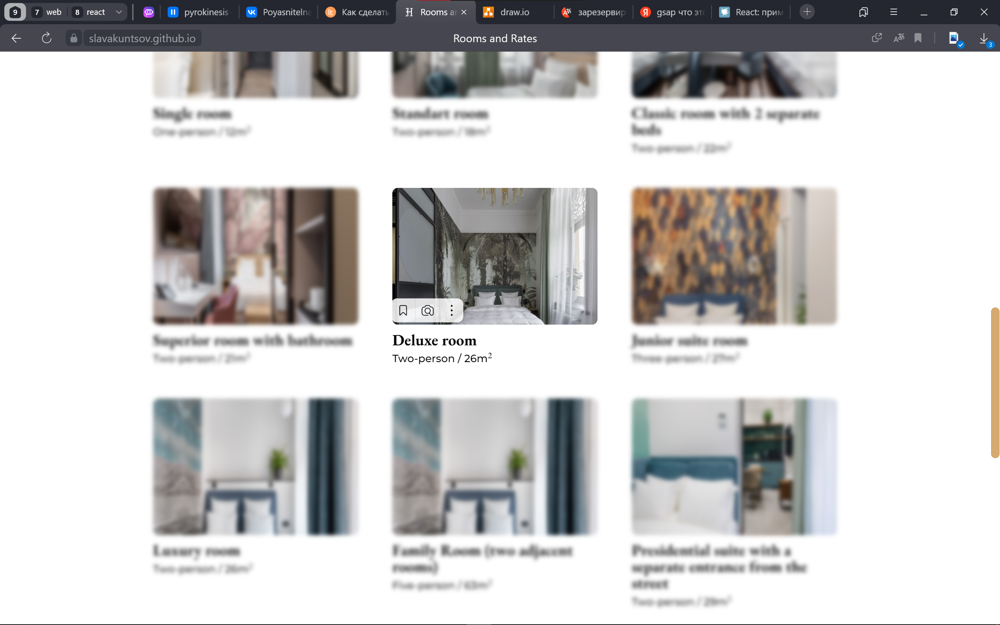 9 7 web 8 react pyrokinesis - Poyasnitelna Как сделать Rooms ar draw.io зарезервир gsap что это React: прим
slavakuntsov.github.io Rooms and Rates 3
Single room Standart room Classic room with 2 separate
beds
One-person / 12m² Two-person / 18m²
Two-person / 22m²
Superior room with bathroom Deluxe room Junior suite room
Two-person / 21m² Two-person / 26m² Three-person / 27m²
Luxury room Family Room (two adjacent
rooms) Presidential suite with a
separate entrance from the
street
Two-person / 26m² Five-person / 63m²
Two-person / 29m²